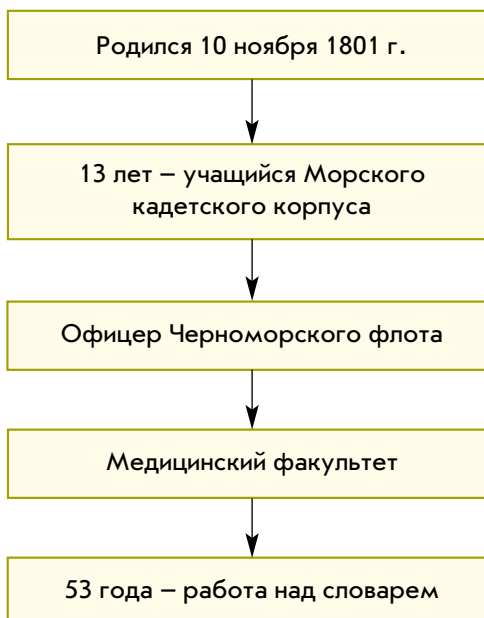 Родился 10 ноября 1801 г.
13 лет – учащийся Морского
кадетского корпуса
Офицер Черноморского флота
Медицинский факультет
53 года – работа над словарем